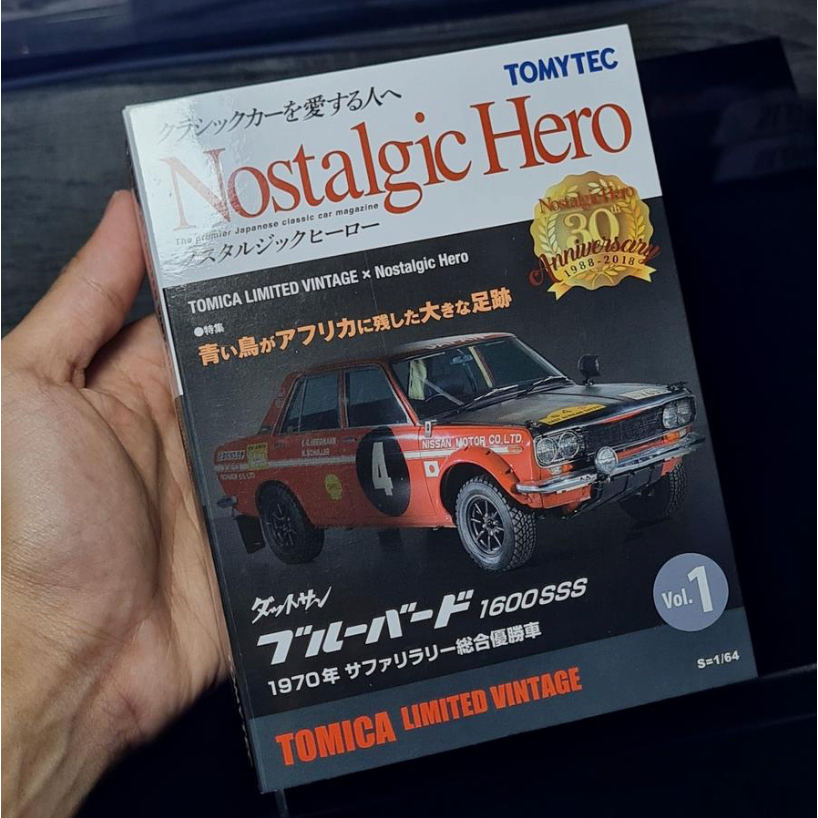 TOMYTEC
クラシックカーを愛する人へ
Nostalgic Hero
The premier Japanese classic car magazine
ノスタルジックヒーロー
Nostalgic Hero
30th
Anniversary
1988-2018
TOMICA LIMITED VINTAGE × Nostalgic Hero
●特集
青い鳥がアフリカに残した大きな足跡
E.G.HERRMANN
H.SCHULLER
NISSAN MOTOR CO.,LTD.
4
ダットサン
ブルーバード 1600SSS
1970年 サファリラリー総合優勝車
Vol.1
S=1/64
TOMICA LIMITED VINTAGE